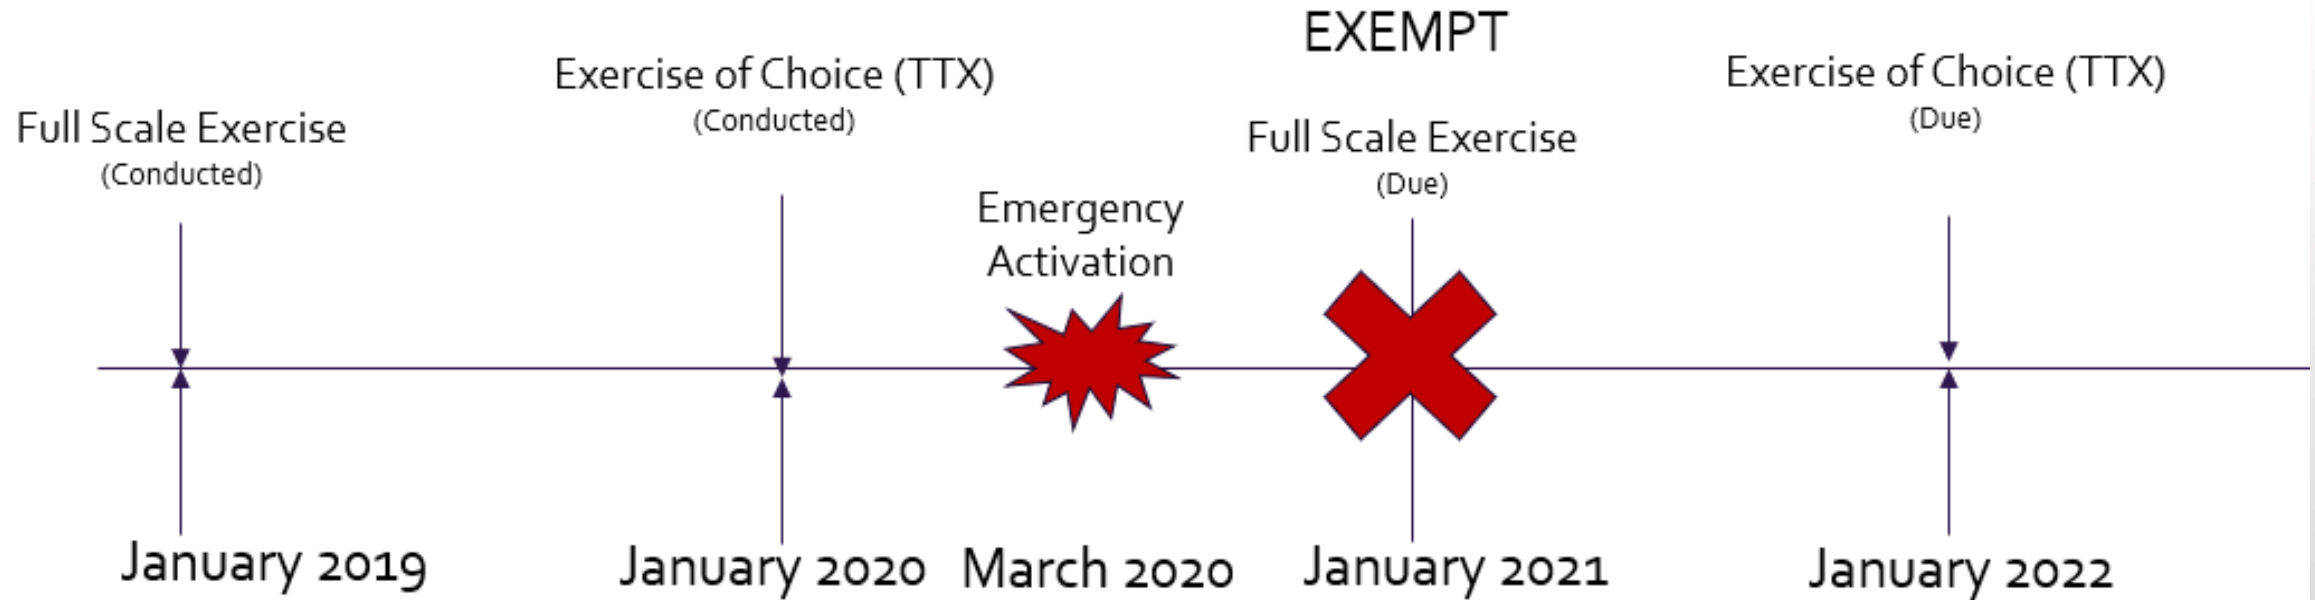 EXEMPT
Full Scale Exercise
(Conducted)
Exercise of Choice (TTX)
(Conducted)
Emergency
Activation
Full Scale Exercise
(Due)
Exercise of Choice (TTX)
(Due)
January 2019
January 2020
March 2020
January 2021
January 2022